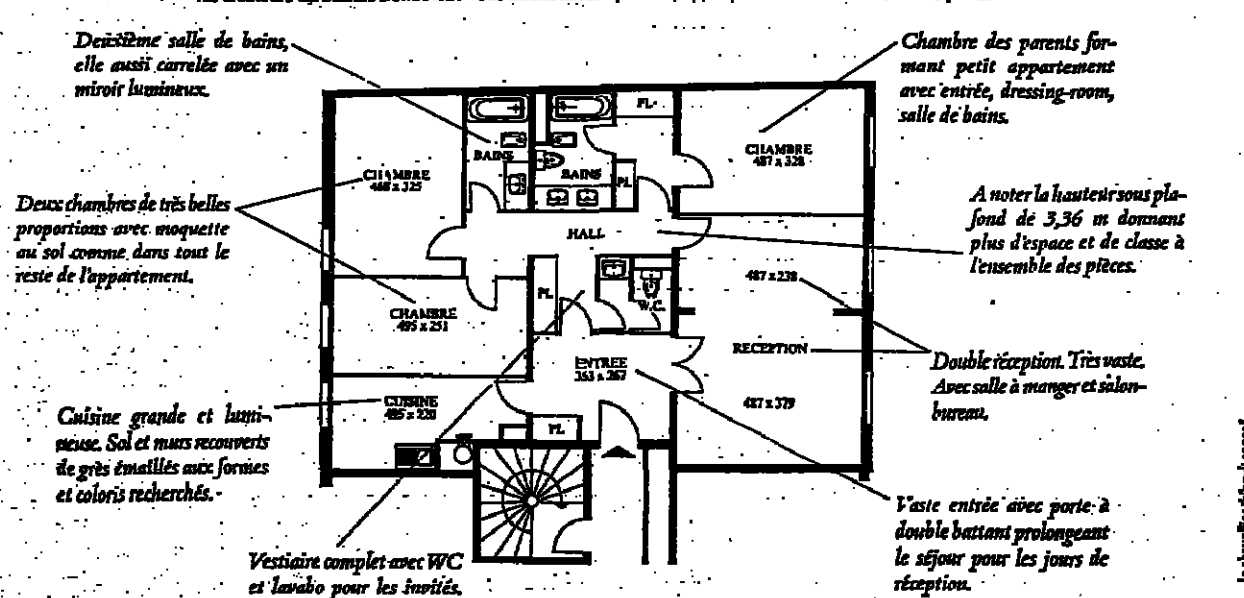 Deuxième salle de bains,
elle aussi carrelée avec un
miroir lumineux.
Chambre des parents for-
mant petit appartement
avec entrée, dressing-room,
salle de bains.
Deux chambres de très belles
proportions avec moquette
au sol comme dans tout le
reste de l'appartement.
A noter la hauteur sous pla-
fond de 3,36 m donnant
plus d'espace et de classe à
l'ensemble des pièces.
PL.
CHAMBRE
468 x 325
BAINS
BAINS
PL.
CHAMBRE
487 x 328
HALL
PL.
W.C.
487 x 238
CHAMBRE
495 x 251
ENTREE
353 x 267
RECEPTION
487 x 379
CUISINE
495 x 220
PL.
Double réception. Très vaste.
Avec salle à manger et salon-
bureau.
Cuisine grande et lumi-
neuse. Sol et murs recouverts
de grès émaillés aux formes
et coloris recherchés.
Vestiaire complet avec WC
et lavabo pour les invités.
Vaste entrée avec porte à
double battant prolongeant
le séjour pour les jours de
réception.